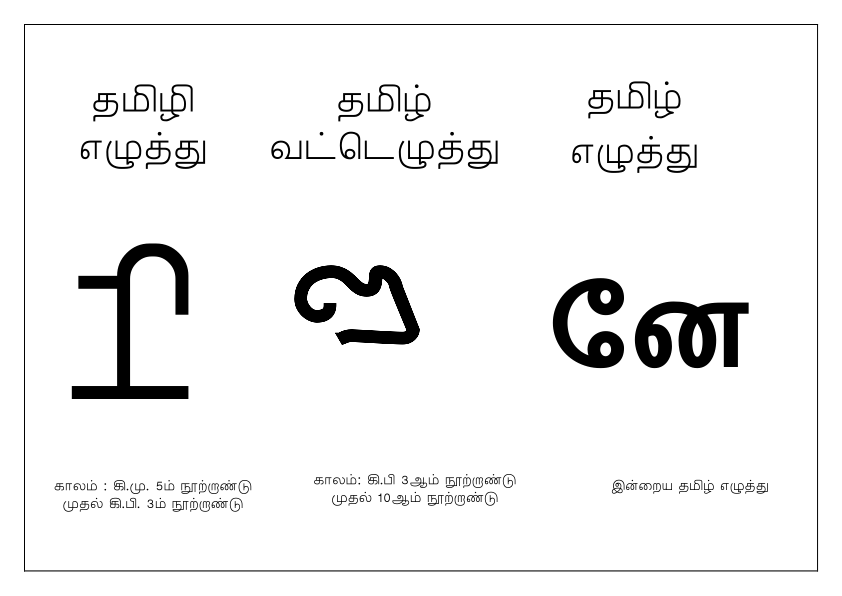 தமிழி
எழுத்து
தமிழ்
வட்டெழுத்து
தமிழ்
எழுத்து
னே
காலம் : கி.மு. 5ம் நூற்றாண்டு
முதல் கி.பி. 3ம் நூற்றாண்டு
காலம்: கி.பி 3ஆம் நூற்றாண்டு
முதல் 10ஆம் நூற்றாண்டு
இன்றைய தமிழ் எழுத்து